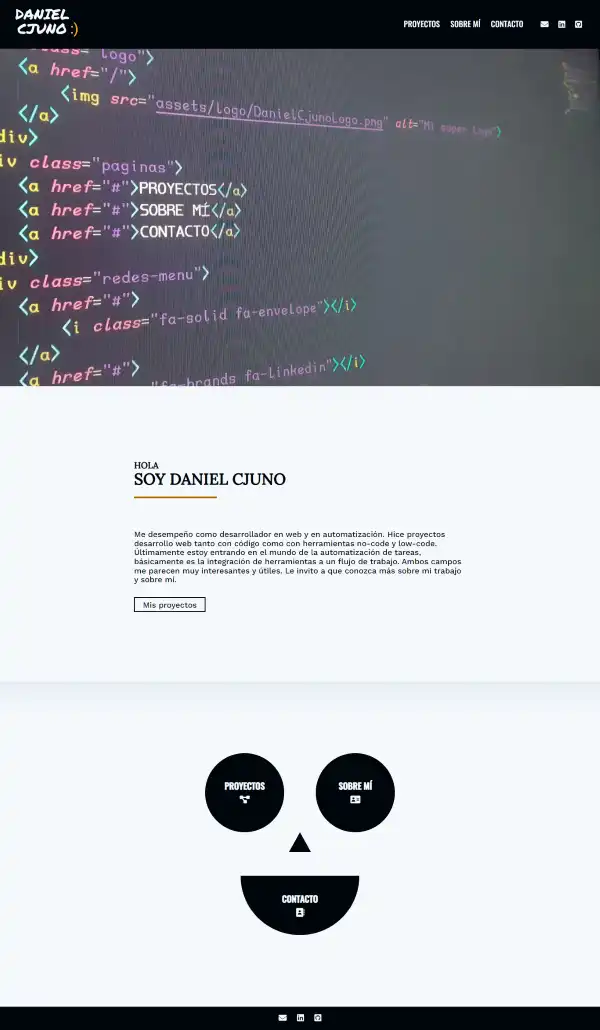 DANIEL
CJUNO :)
PROYECTOS SOBRE MÍ CONTACTO
class="logo">
<a href="/">
<img src="assets/logo/DanielCjunoLogo.png" alt="Mi super logo">
</a>
div>
iv class="paginas">
<a href="#">PROYECTOS</a>
<a href="#">SOBRE MÍ</a>
<a href="#">CONTACTO</a>
div>
iv class="redes-menu">
<a href="#">
<i class="fa-solid fa-envelope"></i>
</a>
<a href="#">
"fa-brands fa-linkedin"></i>
HOLA
SOY DANIEL CJUNO
Me desempeño como desarrollador en web y en automatización. Hice proyectos
desarrollo web tanto con código como con herramientas no-code y low-code.
Últimamente estoy entrando en el mundo de la automatización de tareas,
básicamente es la integración de herramientas a un flujo de trabajo. Ambos campos
me parecen muy interesantes y útiles. Le invito a que conozca más sobre mi trabajo
y sobre mí.
Mis proyectos
PROYECTOS
SOBRE MÍ
CONTACTO